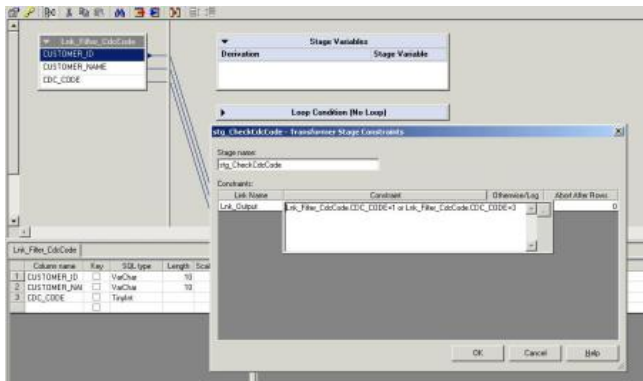 Lnk_Filter_CdcCode
CUSTOMER_ID
CUSTOMER_NAME
CDC_CODE
Stage Variables
Derivation Stage Variable
Loop Condition (No Loop)
stg_CheckCdcCode - Transformer Stage Constraints
Stage name:
stg_CheckCdcCode
Constraints:
Link Name Constraint Otherwise/Log Abort After Rows
Lnk_Output Lnk_Filter_CdcCode.CDC_CODE=1 or Lnk_Filter_CdcCode.CDC_CODE=3 0
Lnk_Filter_CdcCode
Column name Key SQL type Length Scal
1 CUSTOMER_ID VarChar 10
2 CUSTOMER_NAI VarChar 10
3 CDC_CODE TinyInt
OK Cancel Help